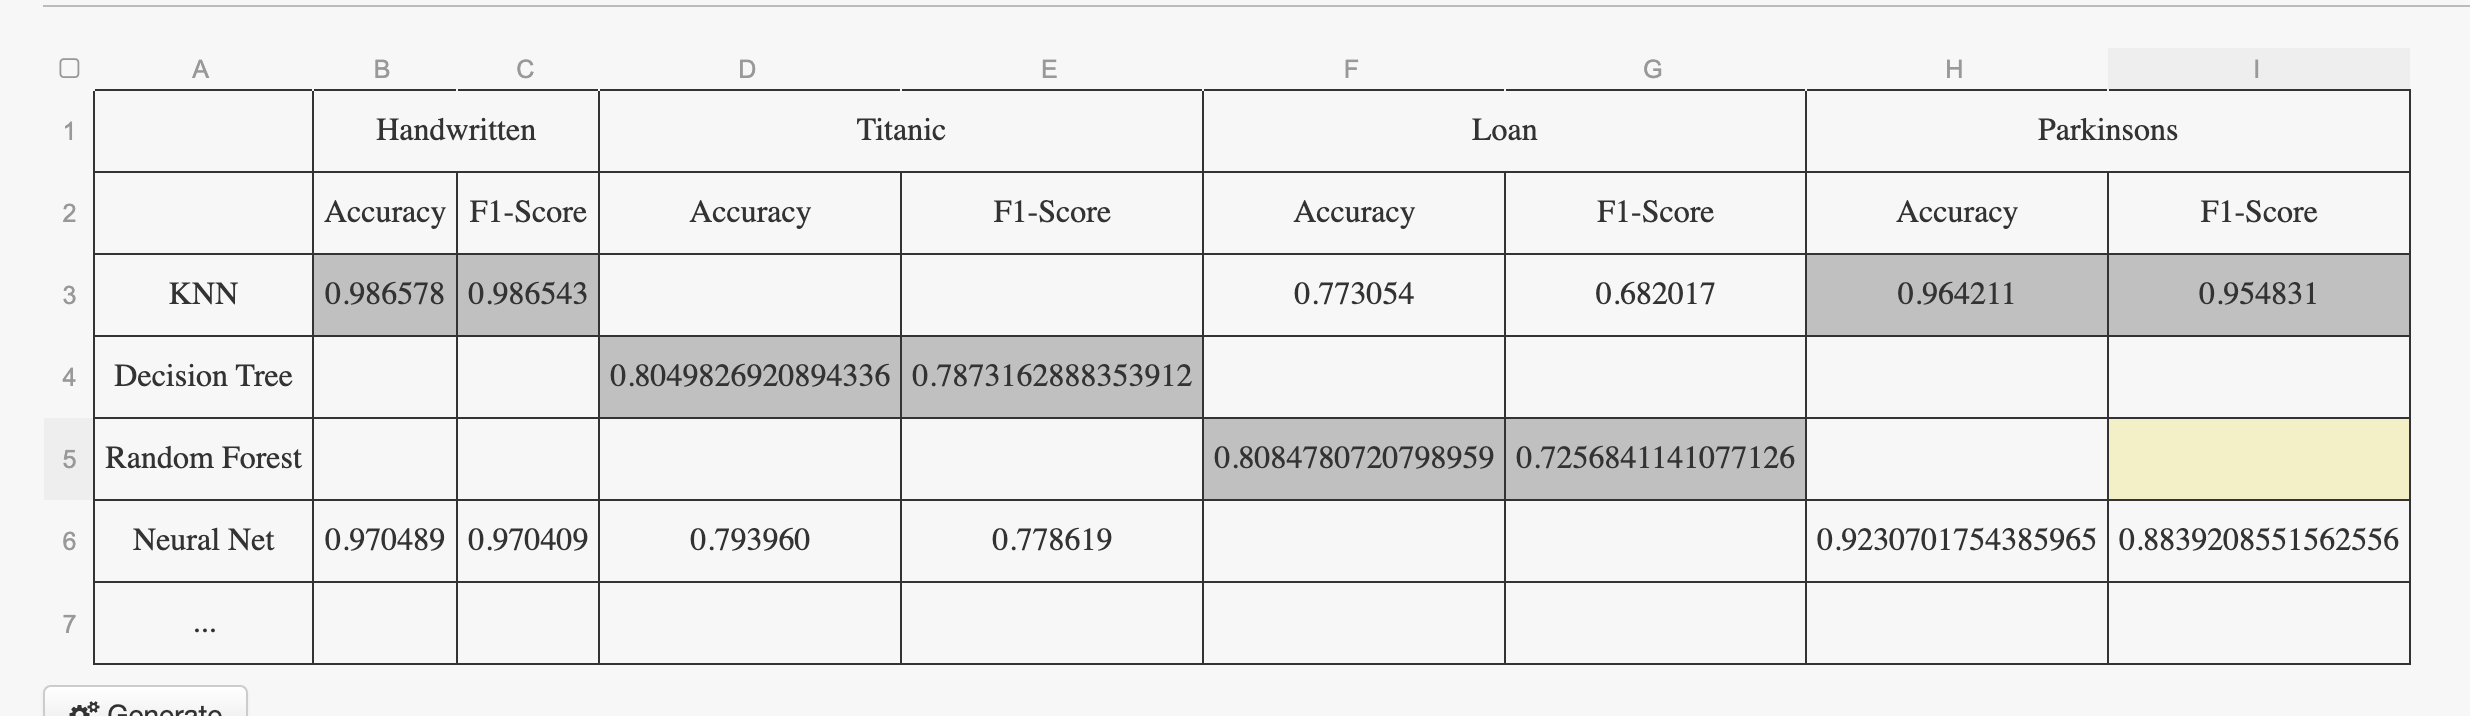 A B C D E F G H I
1 Handwritten Titanic Loan Parkinsons
2 Accuracy F1-Score Accuracy F1-Score Accuracy F1-Score Accuracy F1-Score
3 KNN 0.986578 0.986543 0.773054 0.682017 0.964211 0.954831
4 Decision Tree 0.8049826920894336 0.7873162888353912
5 Random Forest 0.8084780720798959 0.7256841141077126
6 Neural Net 0.970489 0.970409 0.793960 0.778619 0.9230701754385965 0.8839208551562556
7 ...
Generate